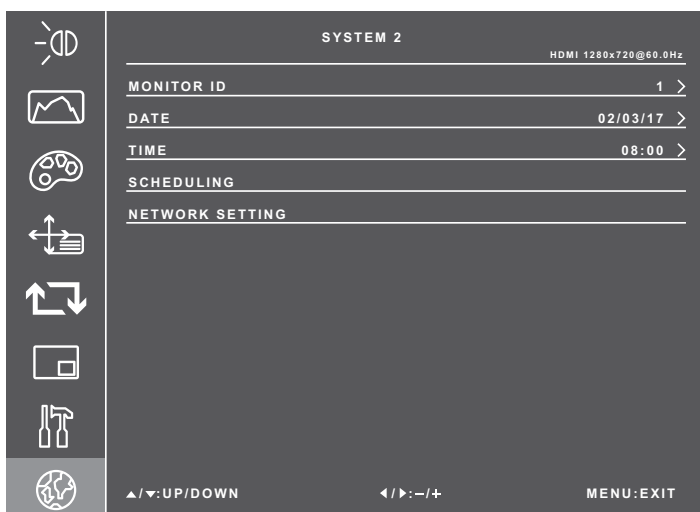 SYSTEM 2
HDMI 1280x720@60.0Hz
MONITOR ID 1 >
DATE 02/03/17 >
TIME 08:00 >
SCHEDULING
NETWORK SETTING
▲/▼:UP/DOWN ◀/▶:−/+ MENU:EXIT